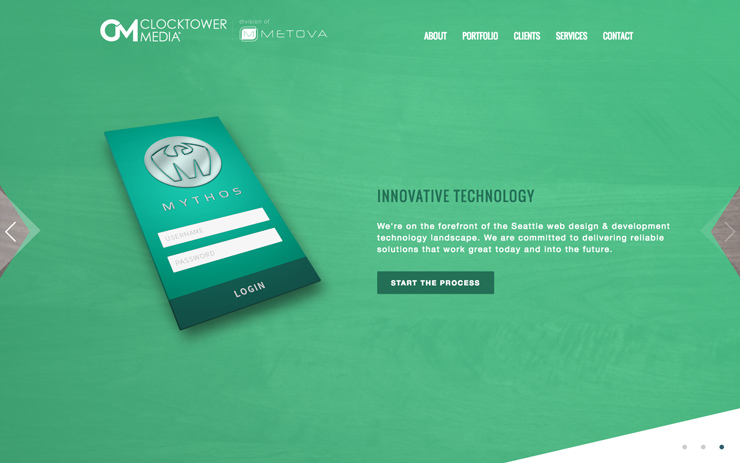 CLOCKTOWER
MEDIA
division of
METOVA
ABOUT PORTFOLIO CLIENTS SERVICES CONTACT
MYTHOS
USERNAME
PASSWORD
LOGIN
INNOVATIVE TECHNOLOGY
We're on the forefront of the Seattle web design & development
technology landscape. We are committed to delivering reliable
solutions that work great today and into the future.
START THE PROCESS